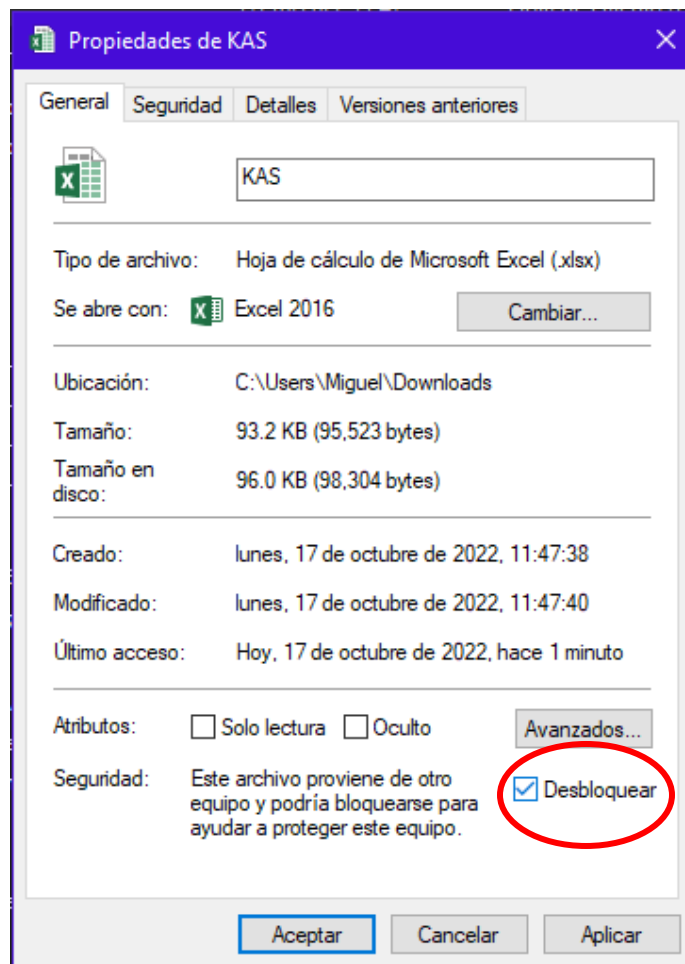 Propiedades de KAS
General Seguridad Detalles Versiones anteriores
KAS
Tipo de archivo: Hoja de cálculo de Microsoft Excel (.xlsx)
Se abre con: Excel 2016 Cambiar...
Ubicación: C:\Users\Miguel\Downloads
Tamaño: 93.2 KB (95,523 bytes)
Tamaño en
disco: 96.0 KB (98,304 bytes)
Creado: lunes, 17 de octubre de 2022, 11:47:38
Modificado: lunes, 17 de octubre de 2022, 11:47:40
Último acceso: Hoy, 17 de octubre de 2022, hace 1 minuto
Atributos: Solo lectura Oculto Avanzados...
Seguridad: Este archivo proviene de otro Desbloquear
equipo y podría bloquearse para
ayudar a proteger este equipo.
Aceptar Cancelar Aplicar